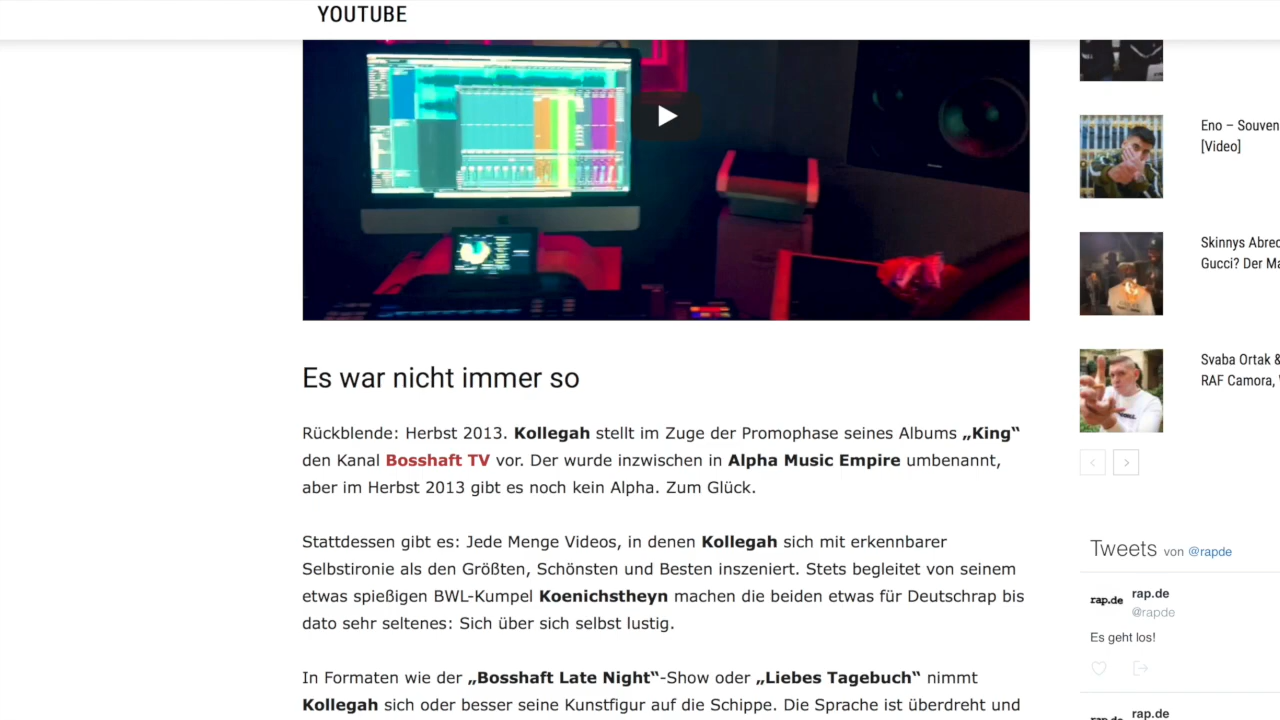 YOUTUBE
Es war nicht immer so
Rückblende: Herbst 2013. Kollegah stellt im Zuge der Promophase seines Albums „King“
den Kanal Bosshaft TV vor. Der wurde inzwischen in Alpha Music Empire umbenannt,
aber im Herbst 2013 gibt es noch kein Alpha. Zum Glück.
Stattdessen gibt es: Jede Menge Videos, in denen Kollegah sich mit erkennbarer
Selbstironie als den Größten, Schönsten und Besten inszeniert. Stets begleitet von seinem
etwas spießigen BWL-Kumpel Koenichstheyn machen die beiden etwas für Deutschrap bis
dato sehr seltenes: Sich über sich selbst lustig.
In Formaten wie der „Bosshaft Late Night“-Show oder „Liebes Tagebuch“ nimmt
Kollegah sich oder besser seine Kunstfigur auf die Schippe. Die Sprache ist überdreht und
Eno – Souven
[Video]
Skinnys Abrec
Gucci? Der Ma
Svaba Ortak &
RAF Camora, 
Tweets von @rapde
rap.de rap.de
@rapde
Es geht los!
rap.de